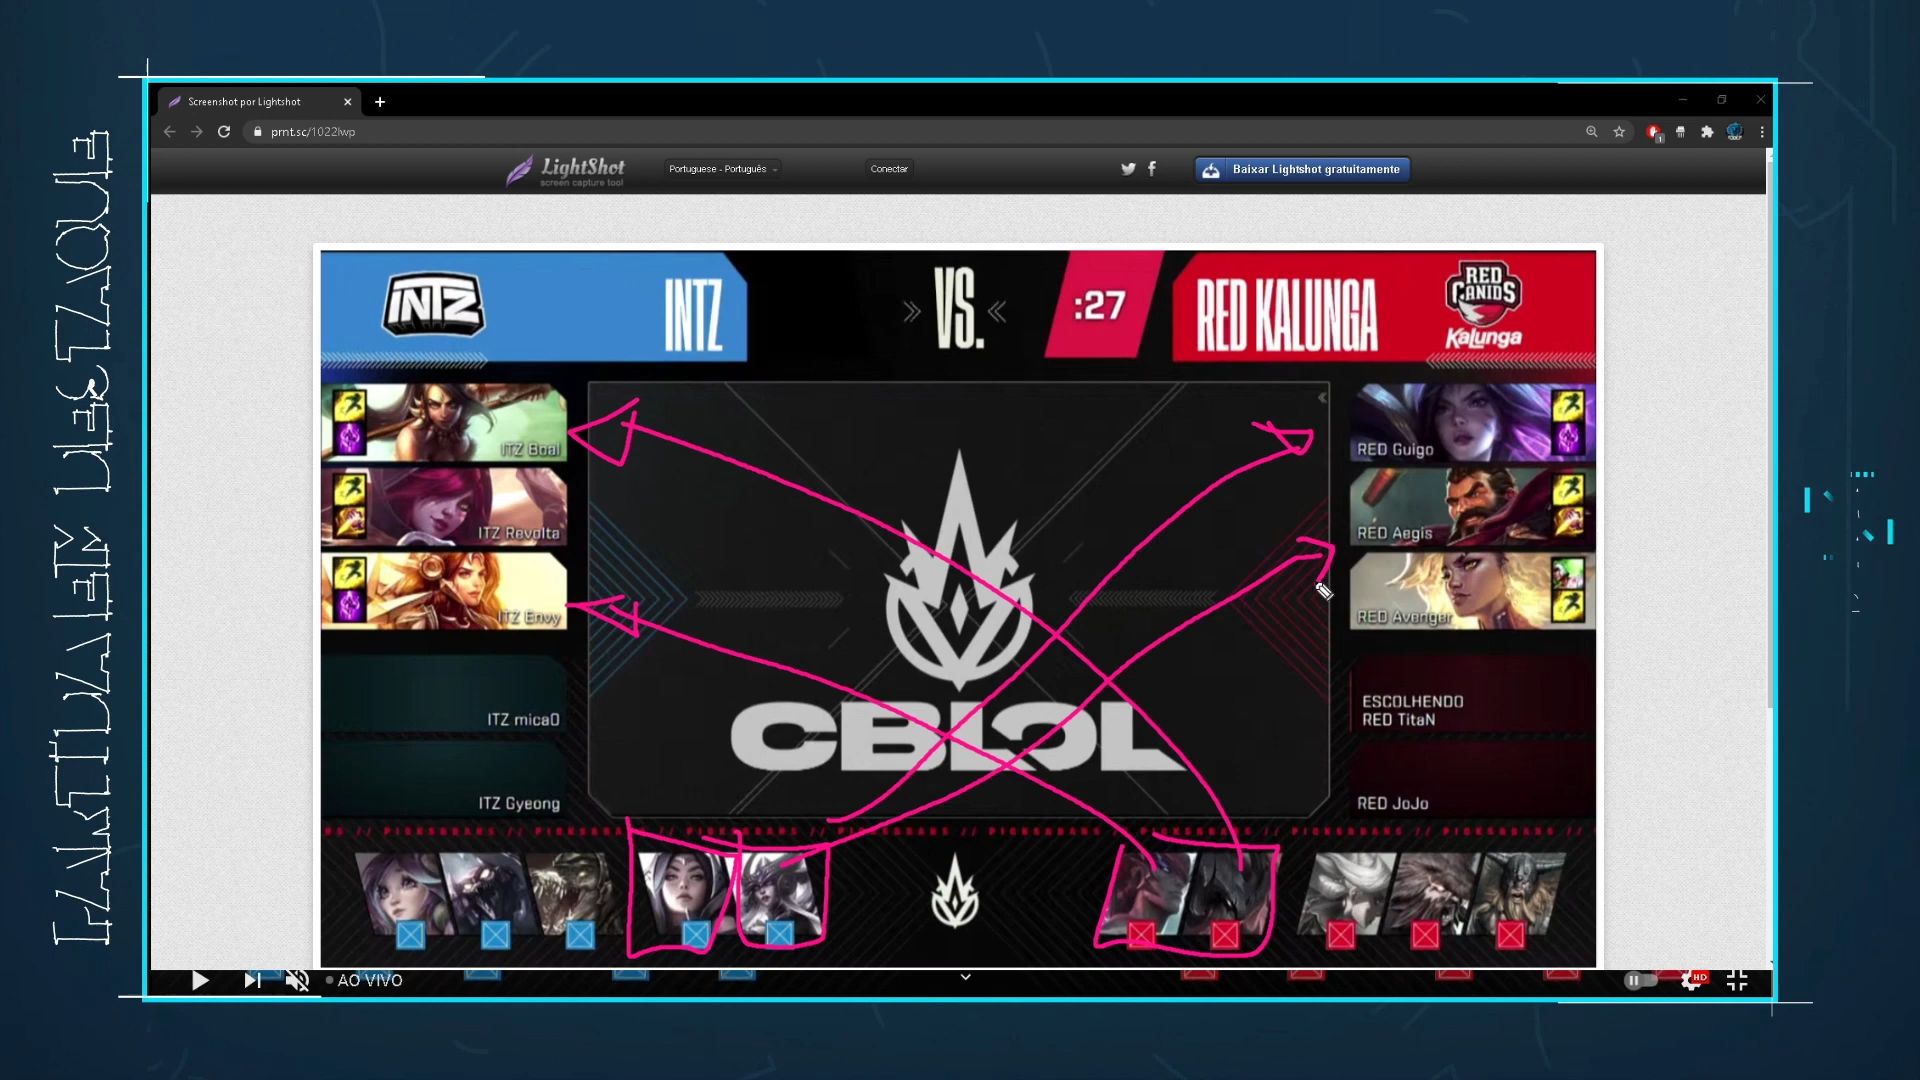 PARTIDA EM DESTAQUE
Screenshot por Lightshot
prnt.sc/1022lwp
LightShot
screen capture tool
Portuguese - Português
Conectar
Baixar Lightshot gratuitamente
INTZ
INTZ
VS.
:27
RED KALUNGA
RED CANIDS
Kalunga
ITZ Boal
ITZ Revolta
ITZ Envy
ITZ micaO
ITZ Gyeong
RED Guigo
RED Aegis
RED Avenger
ESCOLHENDO
RED TitaN
RED JoJo
CBLOL
AO VIVO
HD